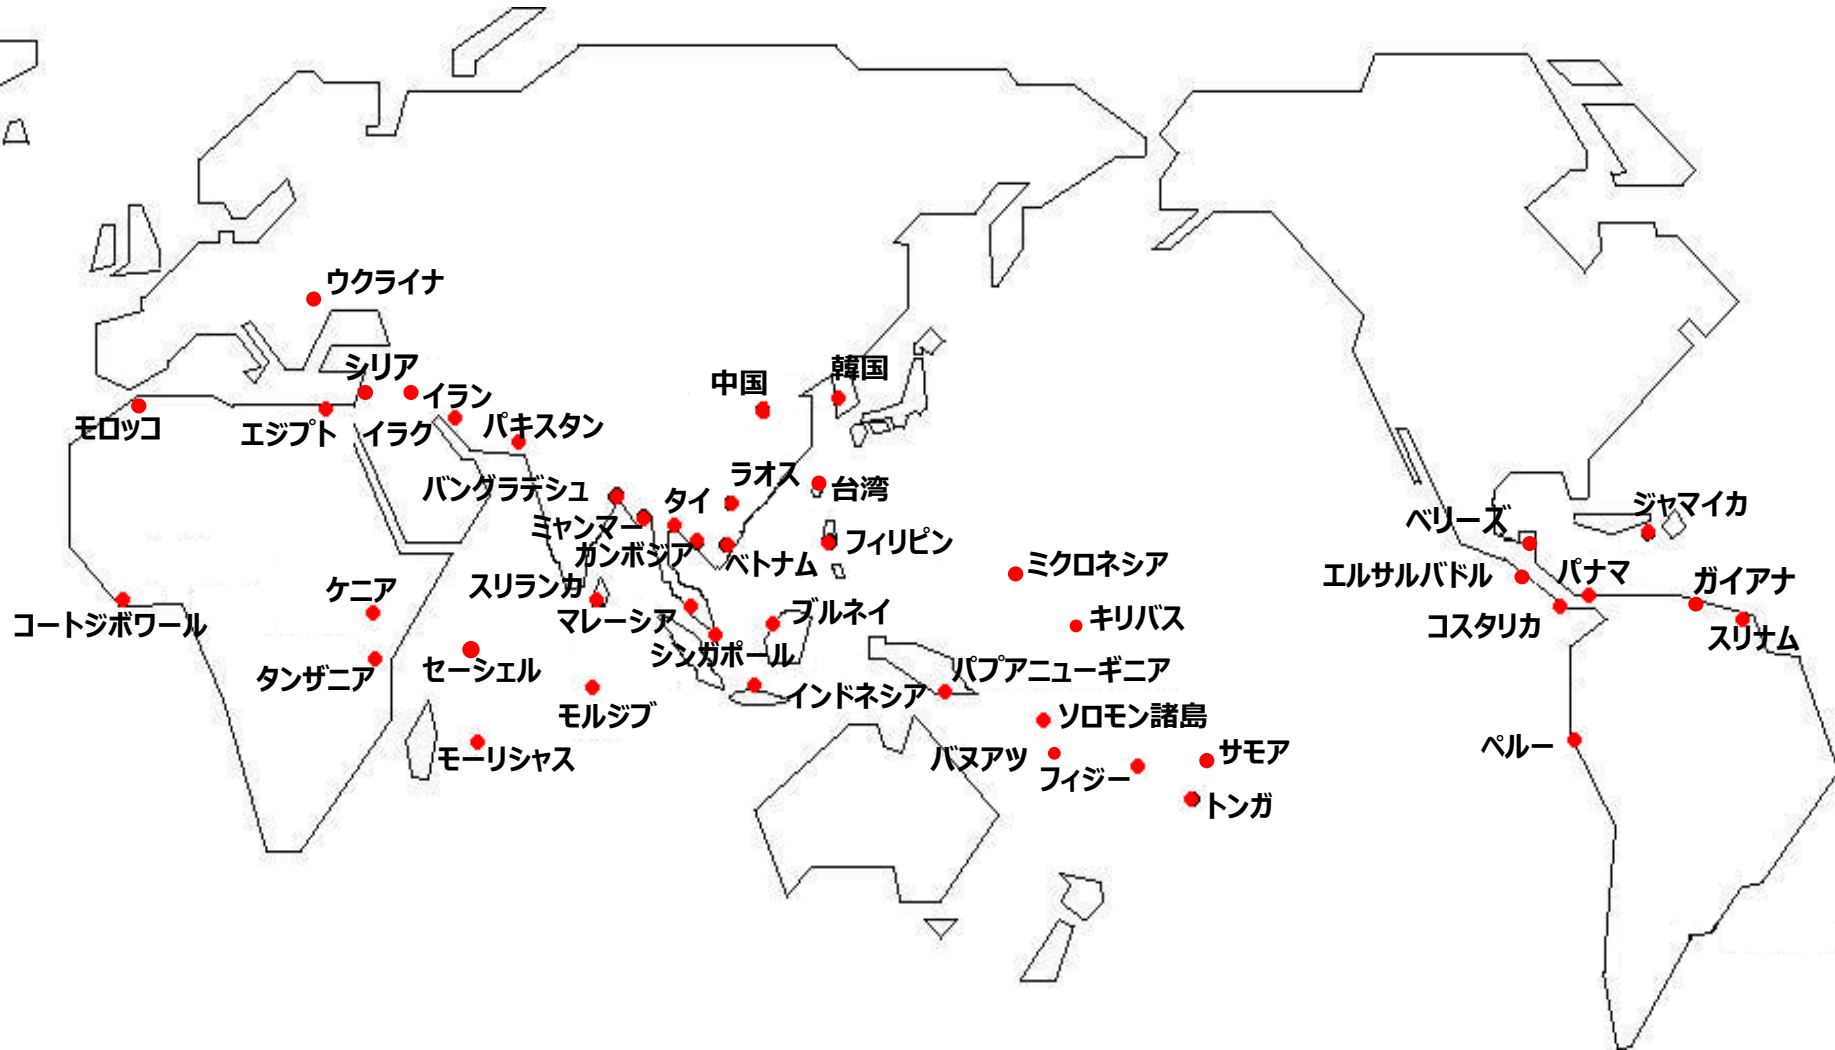 ウクライナ
シリア
イラン
中国
韓国
モロッコ
エジプト
イラク
パキスタン
バングラデシュ
タイ
ラオス
台湾
ミャンマー
カンボジア
ベトナム
フィリピン
ミクロネシア
ベリーズ
ジャマイカ
エルサルバドル
パナマ
ガイアナ
コスタリカ
スリナム
コートジボワール
ケニア
スリランカ
マレーシア
ブルネイ
キリバス
タンザニア
セーシェル
シンガポール
インドネシア
パプアニューギニア
モルジブ
ソロモン諸島
モーリシャス
バヌアツ
フィジー
サモア
トンガ
ペルー